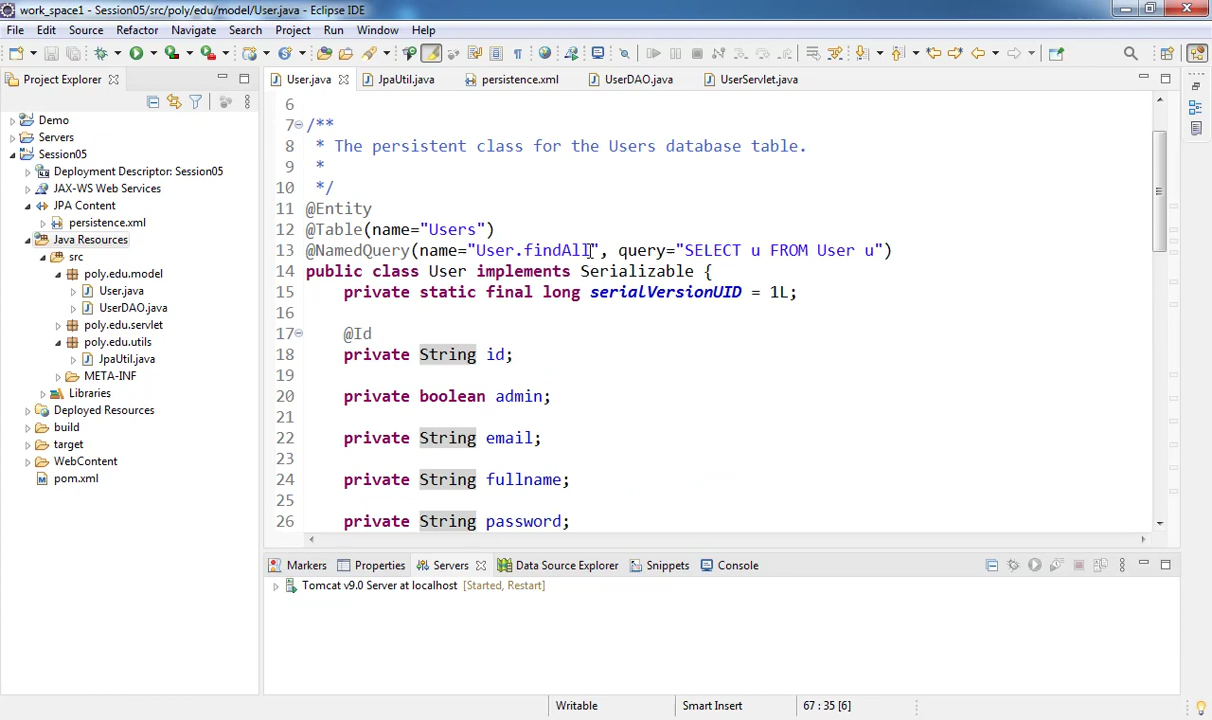 work_space1 - Session05/src/poly/edu/model/User.java - Eclipse IDE
File Edit Source Refactor Navigate Search Project Run Window Help
Project Explorer
User.java JpaUtil.java persistence.xml UserDAO.java UserServlet.java
Demo
Servers
Session05
Deployment Descriptor: Session05
JAX-WS Web Services
JPA Content
persistence.xml
Java Resources
src
poly.edu.model
User.java
UserDAO.java
poly.edu.servlet
poly.edu.utils
JpaUtil.java
META-INF
Libraries
Deployed Resources
build
target
WebContent
pom.xml
6
7 /**
8 * The persistent class for the Users database table.
9 *
10 */
11 @Entity
12 @Table(name="Users")
13 @NamedQuery(name="User.findAll", query="SELECT u FROM User u")
14 public class User implements Serializable {
15 private static final long serialVersionUID = 1L;
16
17 @Id
18 private String id;
19
20 private boolean admin;
21
22 private String email;
23
24 private String fullname;
25
26 private String password;
Markers Properties Servers Data Source Explorer Snippets Console
Tomcat v9.0 Server at localhost [Started, Restart]
Writable Smart Insert 67 : 35 [6]